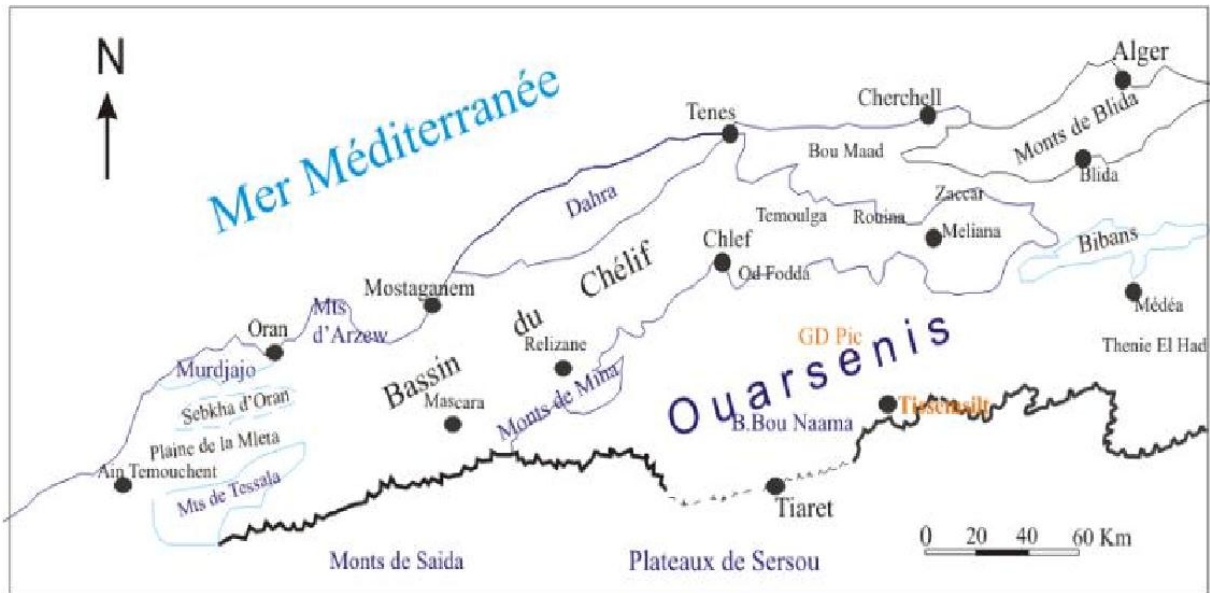 N
Mer Méditerranée
Alger
Cherchell
Tenes
Monts de Blida
Bou Maad
Blida
Dahra
Zaccar
Temoulga
Rouina
Meliana
Chlef
Bibans
Od Fodda
Mostaganem
Médéa
Mts
d'Arzew
Oran
Bassin du Chélif
GD Pic
Thenie El Had
Relizane
Murdjajo
Ouarsenis
Sebkha d'Oran
Mascara
Monts de Mina
Tissemsilt
B.Bou Naama
Plaine de la Mleta
Ain Temouchent
Mts de Tessala
Tiaret
0 20 40 60 Km
Monts de Saida
Plateaux de Sersou